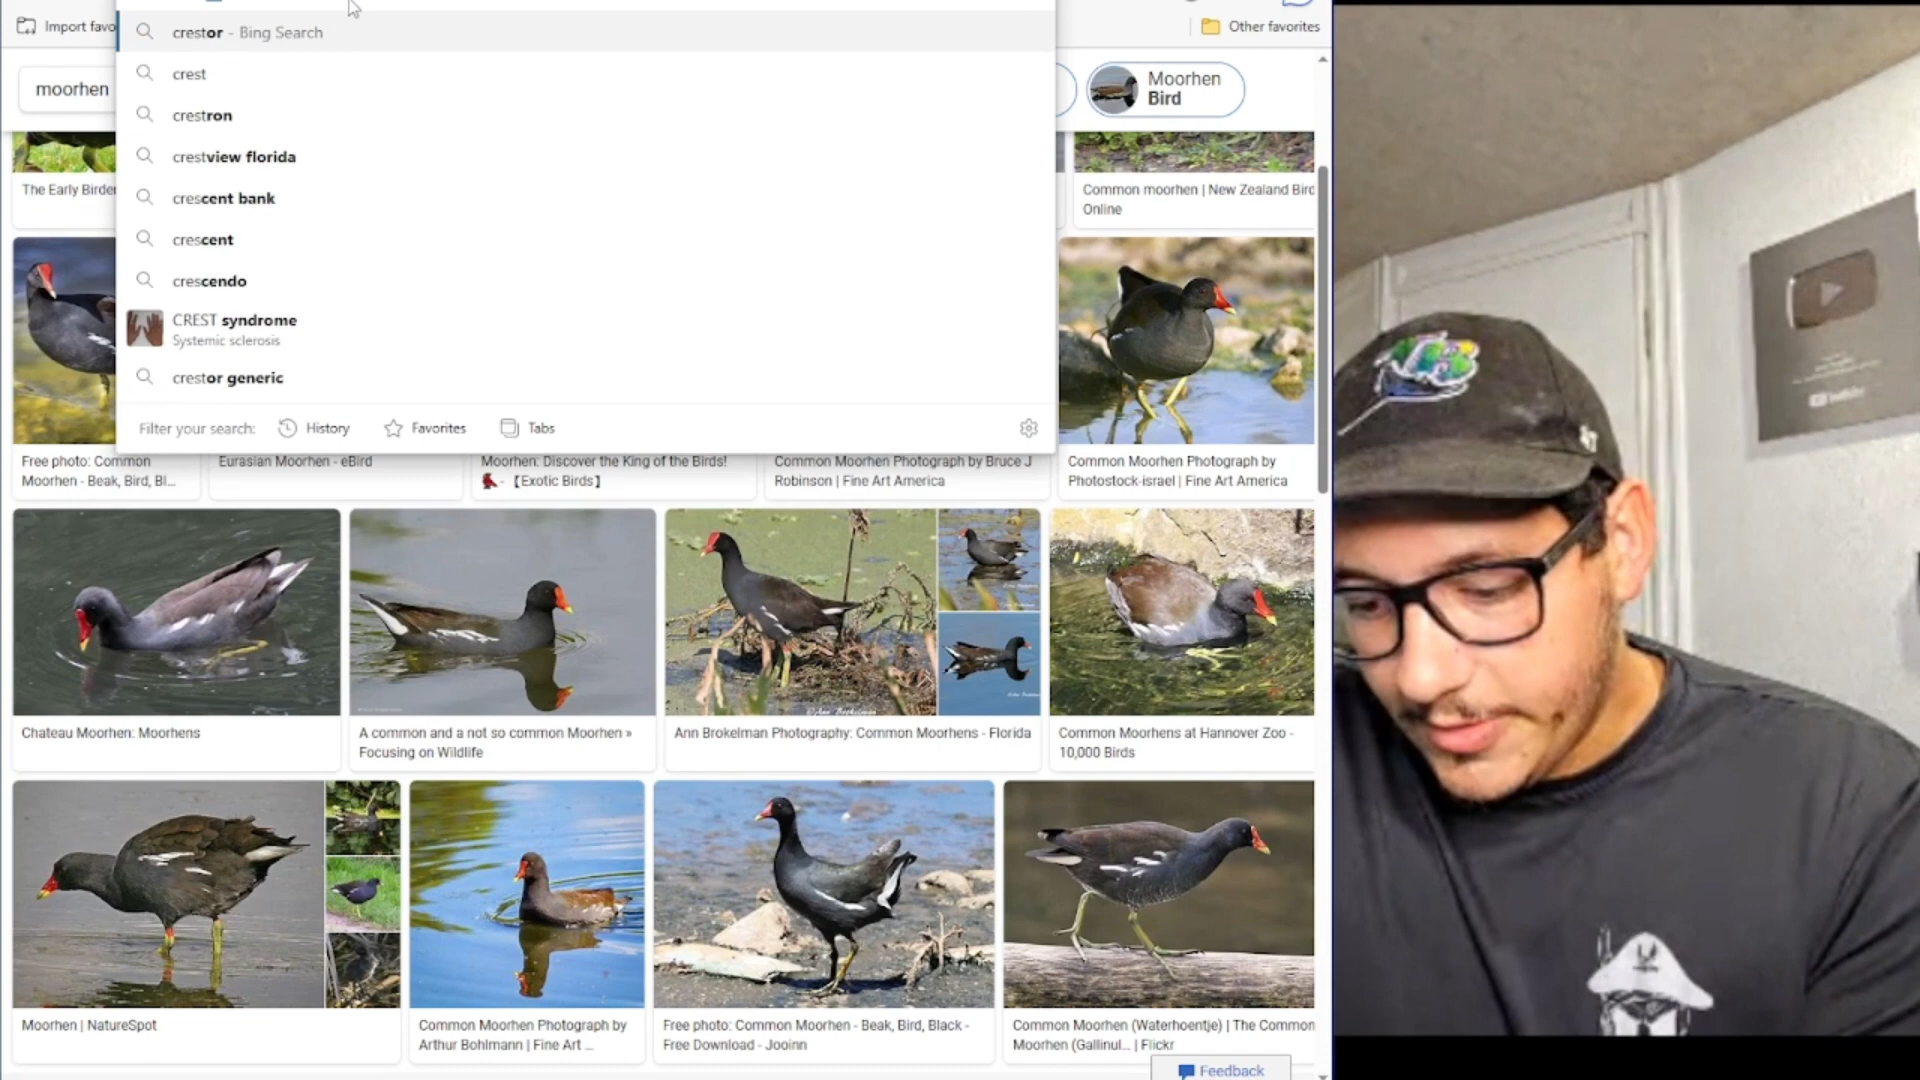 Import favo
Other favorites
moorhen
Moorhen
Bird
crestor - Bing Search
crest
crestron
crestview florida
crescent bank
crescent
crescendo
CREST syndrome
Systemic sclerosis
crestor generic
Filter your search:
History
Favorites
Tabs
The Early Birder
Common moorhen | New Zealand Bird
Online
Free photo: Common
Moorhen - Beak, Bird, Bl...
Eurasian Moorhen - eBird
Moorhen: Discover the King of the Birds!
- 【Exotic Birds】
Common Moorhen Photograph by Bruce J
Robinson | Fine Art America
Common Moorhen Photograph by
Photostock-israel | Fine Art America
Chateau Moorhen: Moorhens
A common and a not so common Moorhen »
Focusing on Wildlife
Ann Brokelman Photography: Common Moorhens - Florida
Common Moorhens at Hannover Zoo -
10,000 Birds
Moorhen | NatureSpot
Common Moorhen Photograph by
Arthur Bohlmann | Fine Art ...
Free photo: Common Moorhen - Beak, Bird, Black -
Free Download - Jooinn
Common Moorhen (Waterhoentje) | The Common
Moorhen (Gallinul... | Flickr
Feedback